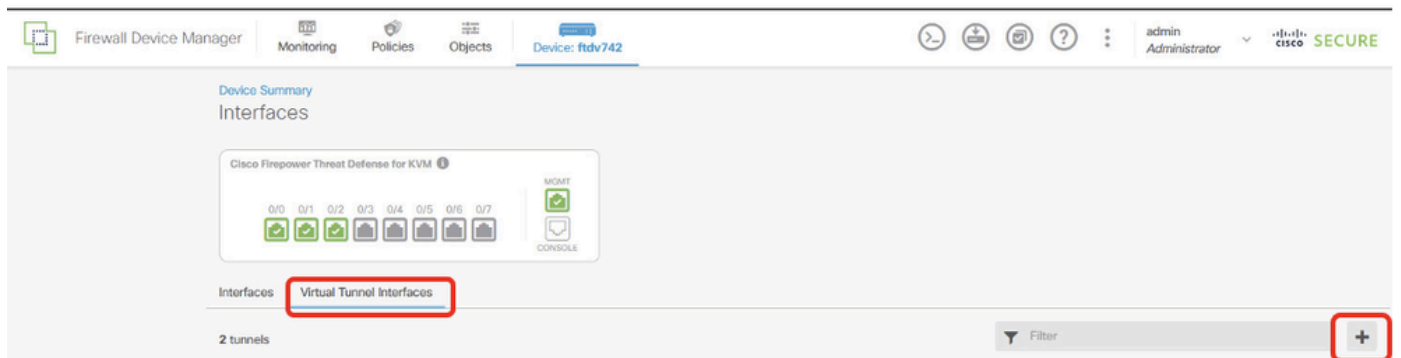 Firewall Device Manager
Monitoring
Policies
Objects
Device: ftdv742
admin
Administrator
CISCO SECURE
Device Summary
Interfaces
Cisco Firepower Threat Defense for KVM
0/0 0/1 0/2 0/3 0/4 0/5 0/6 0/7
MGMT
CONSOLE
Interfaces
Virtual Tunnel Interfaces
2 tunnels
Filter